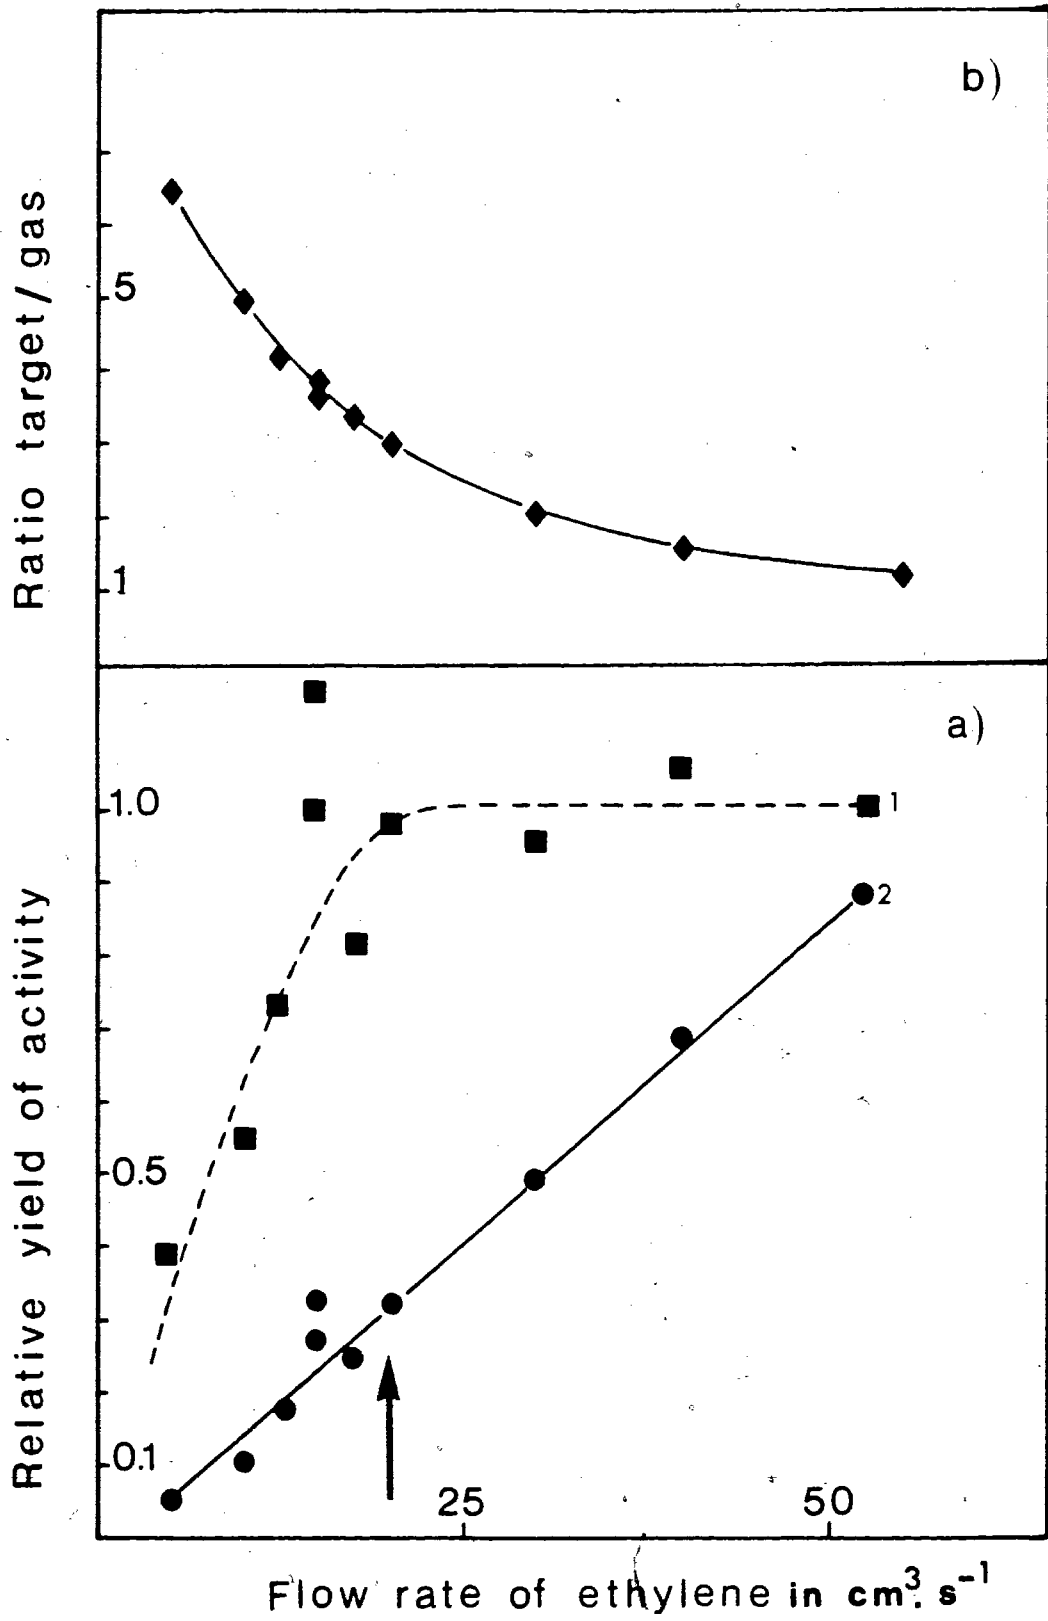 b)
Ratio target/gas
5
1
a)
1.0
1
2
Relative yield of activity
0.5
0.1
25
50
Flow rate of ethylene in cm³. s⁻¹